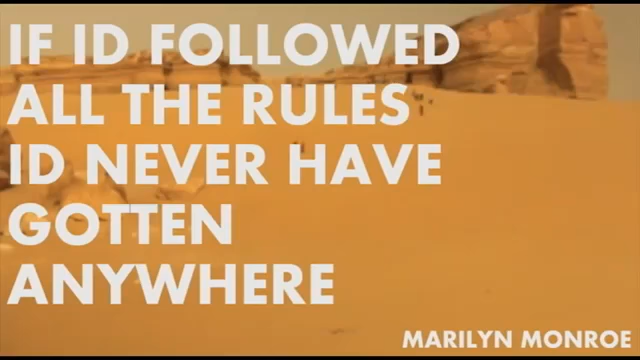 IF ID FOLLOWED
ALL THE RULES
ID NEVER HAVE
GOTTEN
ANYWHERE
MARILYN MONROE